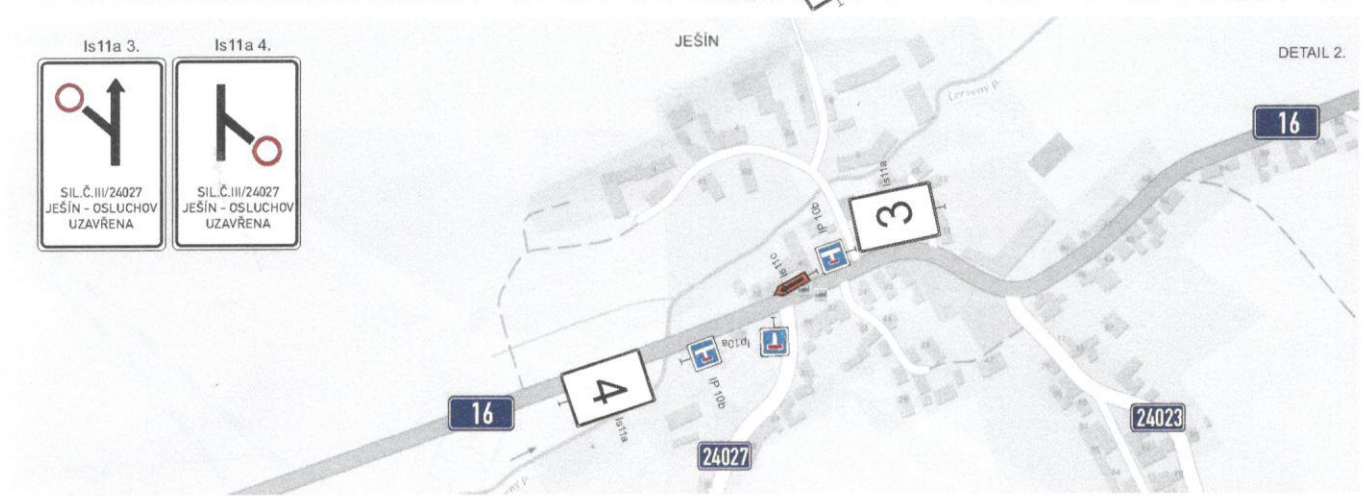 Is11a 3.
Is11a 4.
JEŠÍN
DETAIL 2.
SIL.Č.III/24027
JEŠÍN - OSLUCHOV
UZAVŘENA
SIL.Č.III/24027
JEŠÍN - OSLUCHOV
UZAVŘENA
Červený p.
16
Is11a
3
IP 10b
Is11c
Ip10a
4
IP 10b
Is11a
16
24027
24023